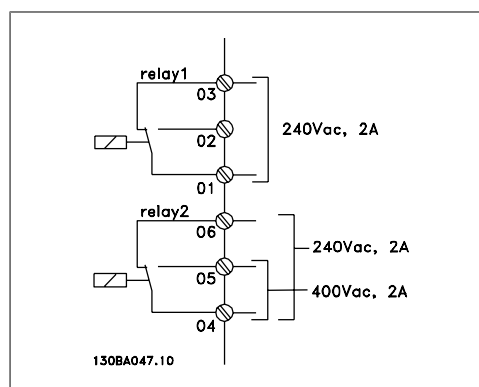 relay1
03
02
240Vac, 2A
01
relay2
06
240Vac, 2A
05
400Vac, 2A
04
130BA047.10